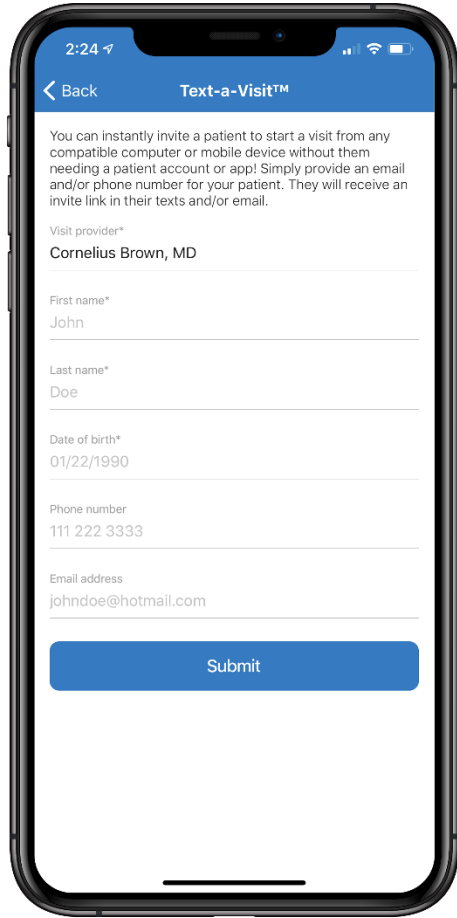 2:24
Back
Text-a-Visit™
You can instantly invite a patient to start a visit from any
compatible computer or mobile device without them
needing a patient account or app! Simply provide an email
and/or phone number for your patient. They will receive an
invite link in their texts and/or email.
Visit provider*
Cornelius Brown, MD
First name*
John
Last name*
Doe
Date of birth*
01/22/1990
Phone number
111 222 3333
Email address
johndoe@hotmail.com
Submit